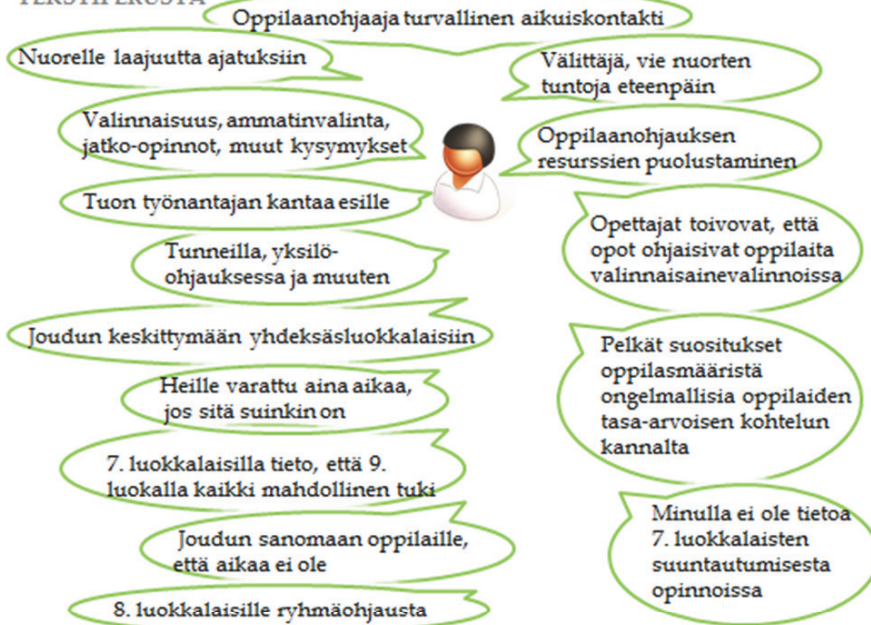 TEKSTIPERUSTA
Oppilaanohjaaja turvallinen aikuiskontakti
Nuorelle laajuutta ajatuksiin
Välittäjä, vie nuorten
tuntoja eteenpäin
Valinnaisuus, ammatinvalinta,
jatko-opinnot, muut kysymykset
Oppilaanohjauksen
resurssien puolustaminen
Tuon työnantajan kantaa esille
Opettajat toivovat, että
opot ohjaisivat oppilaita
valinnaisainevalinnoissa
Tunneilla, yksilö-
ohjauksessa ja muuten
Joudun keskittymään yhdeksäsluokkalaisiin
Pelkät suositukset
oppilasmääristä
ongelmallisia oppilaiden
tasa-arvoisen kohtelun
kannalta
Heille varattu aina aikaa,
jos sitä suinkin on
7. luokkalaisilla tieto, että 9.
luokalla kaikki mahdollinen tuki
Minulla ei ole tietoa
7. luokkalaisten
suuntautumisesta
opinnoissa
Joudun sanomaan oppilaille,
että aikaa ei ole
8. luokkalaisille ryhmäohjausta